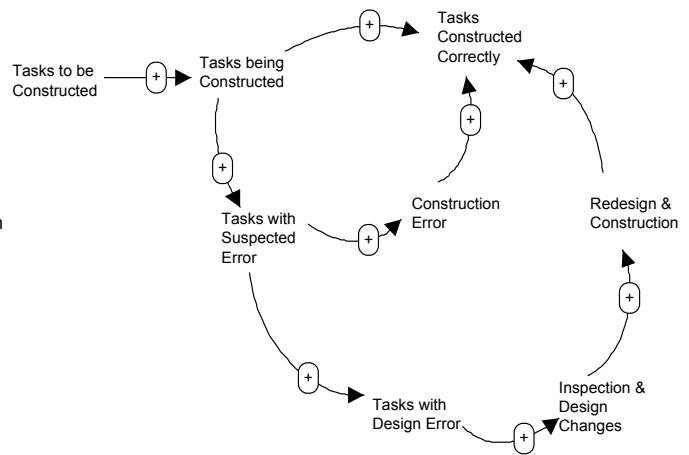 Tasks to be
Constructed
+
Tasks being
Constructed
+
Tasks
Constructed
Correctly
+
+
+
Tasks with
Suspected
Error
+
Construction
Error
Redesign &
Construction
n
+
+
Tasks with
Design Error
+
Inspection &
Design
Changes